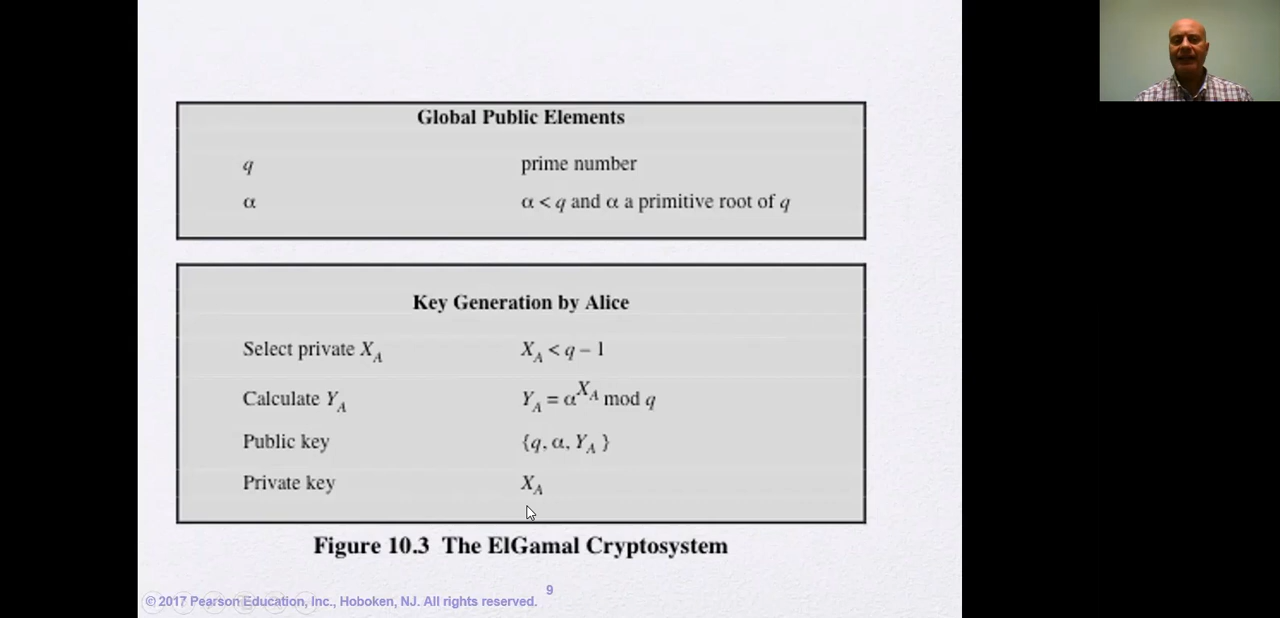 Global Public Elements
q prime number
α α < q and α a primitive root of q
Key Generation by Alice
Select private X_A X_A < q – 1
Calculate Y_A Y_A = α^X_A mod q
Public key {q, α, Y_A }
Private key X_A
Figure 10.3 The ElGamal Cryptosystem
9
© 2017 Pearson Education, Inc., Hoboken, NJ. All rights reserved.